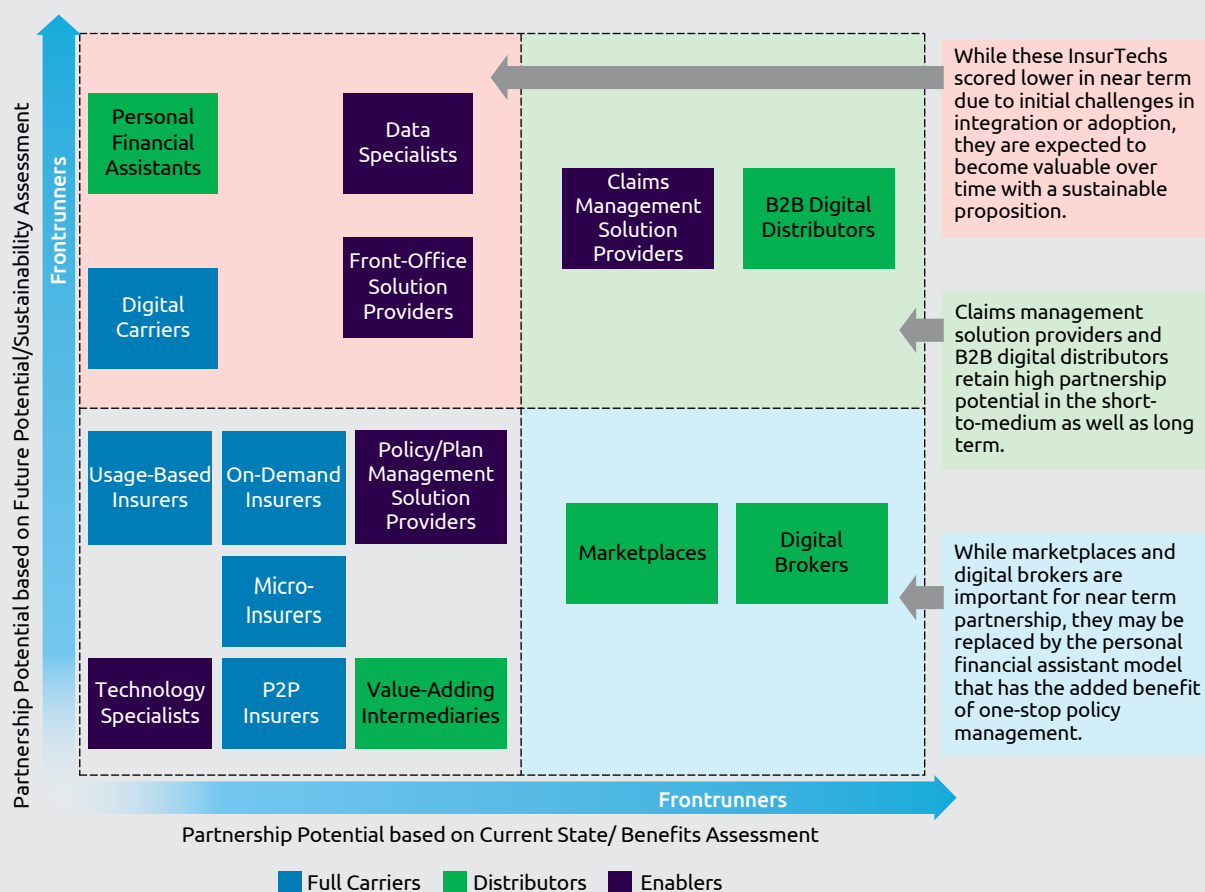 Partnership Potential based on Future Potential/Sustainability Assessment
Frontrunners
Personal
Financial
Assistants
Data
Specialists
Digital
Carriers
Front-Office
Solution
Providers
Claims
Management
Solution
Providers
B2B Digital
Distributors
Usage-Based
Insurers
On-Demand
Insurers
Policy/Plan
Management
Solution
Providers
Micro-
Insurers
Technology
Specialists
P2P
Insurers
Value-Adding
Intermediaries
Marketplaces
Digital
Brokers
While these InsurTechs
scored lower in near term
due to initial challenges in
integration or adoption,
they are expected to
become valuable over
time with a sustainable
proposition.
Claims management
solution providers and
B2B digital distributors
retain high partnership
potential in the short-
to-medium as well as long
term.
While marketplaces and
digital brokers are
important for near term
partnership, they may be
replaced by the personal
financial assistant model
that has the added benefit
of one-stop policy
management.
Frontrunners
Partnership Potential based on Current State/ Benefits Assessment
Full Carriers
Distributors
Enablers